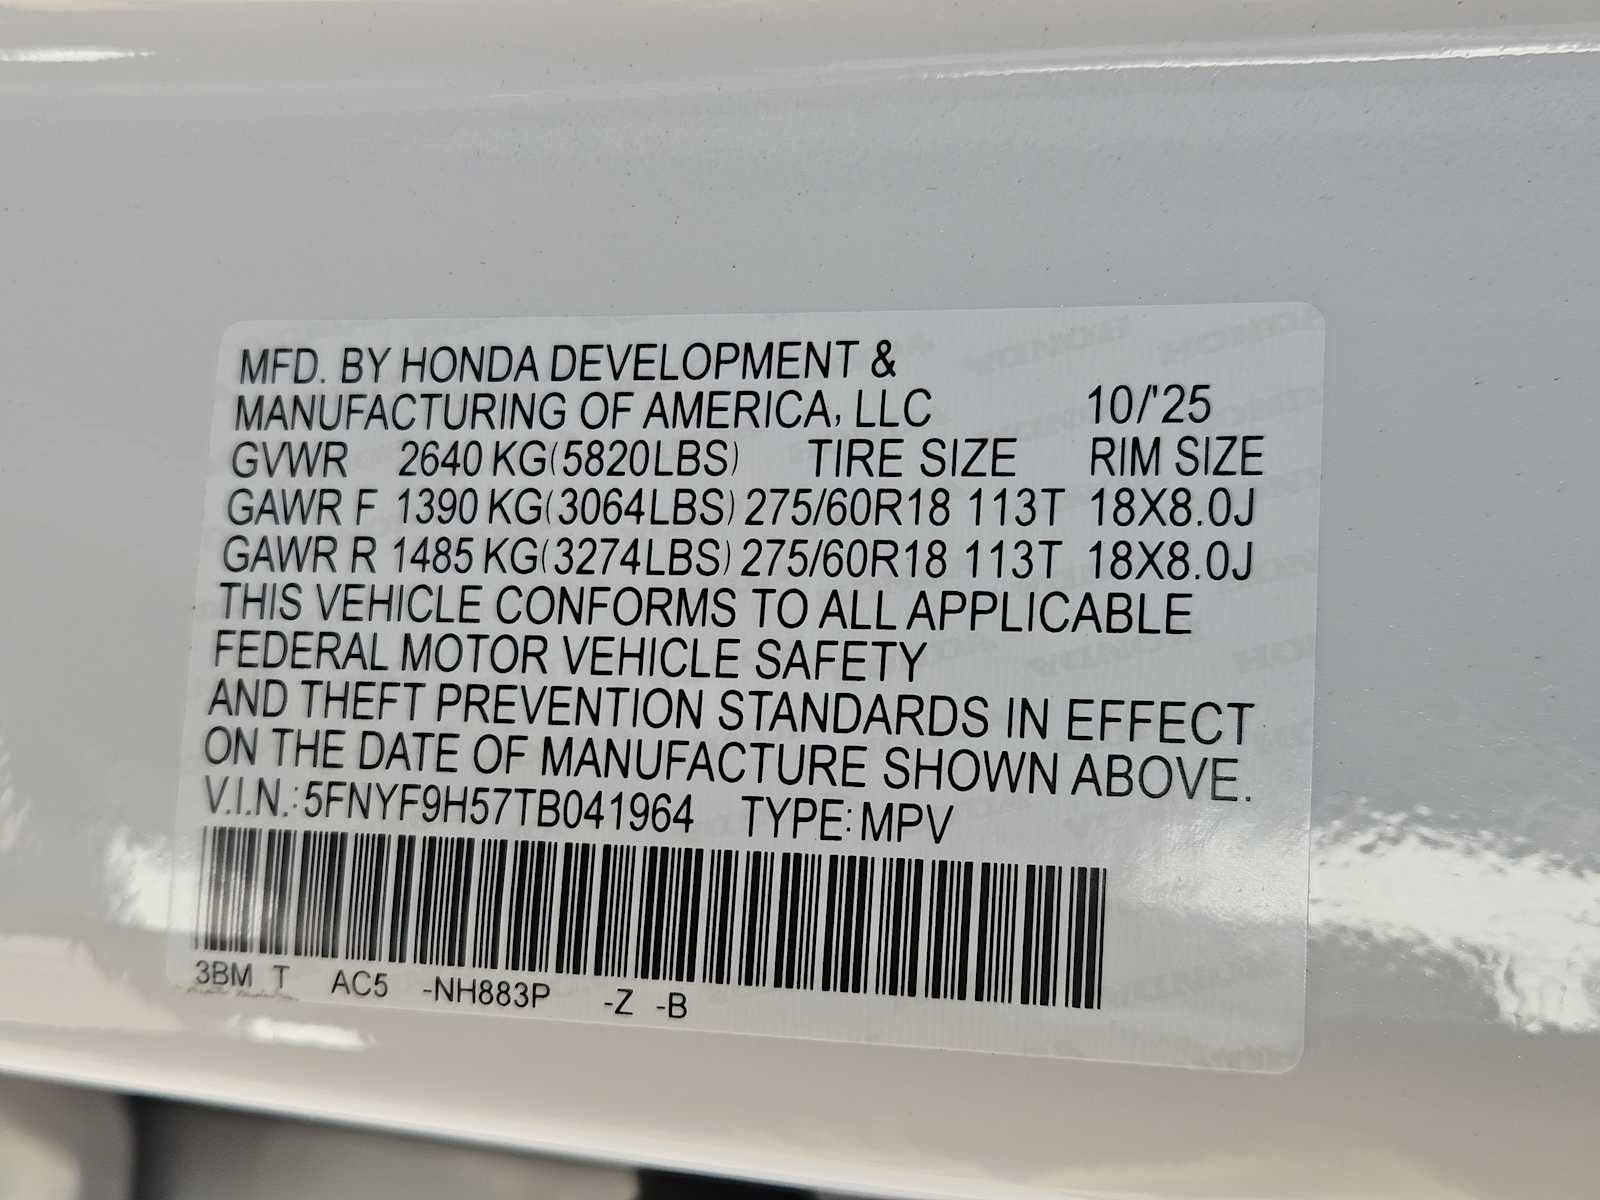 MFD. BY HONDA DEVELOPMENT &
MANUFACTURING OF AMERICA, LLC 10/'25
GVWR 2640 KG(5820LBS) TIRE SIZE RIM SIZE
GAWR F 1390 KG(3064LBS) 275/60R18 113T 18X8.0J
GAWR R 1485 KG(3274LBS) 275/60R18 113T 18X8.0J
THIS VEHICLE CONFORMS TO ALL APPLICABLE
FEDERAL MOTOR VEHICLE SAFETY
AND THEFT PREVENTION STANDARDS IN EFFECT
ON THE DATE OF MANUFACTURE SHOWN ABOVE.
V.I.N.:5FNYF9H57TB041964 TYPE:MPV
3BM T AC5 -NH883P -Z -B